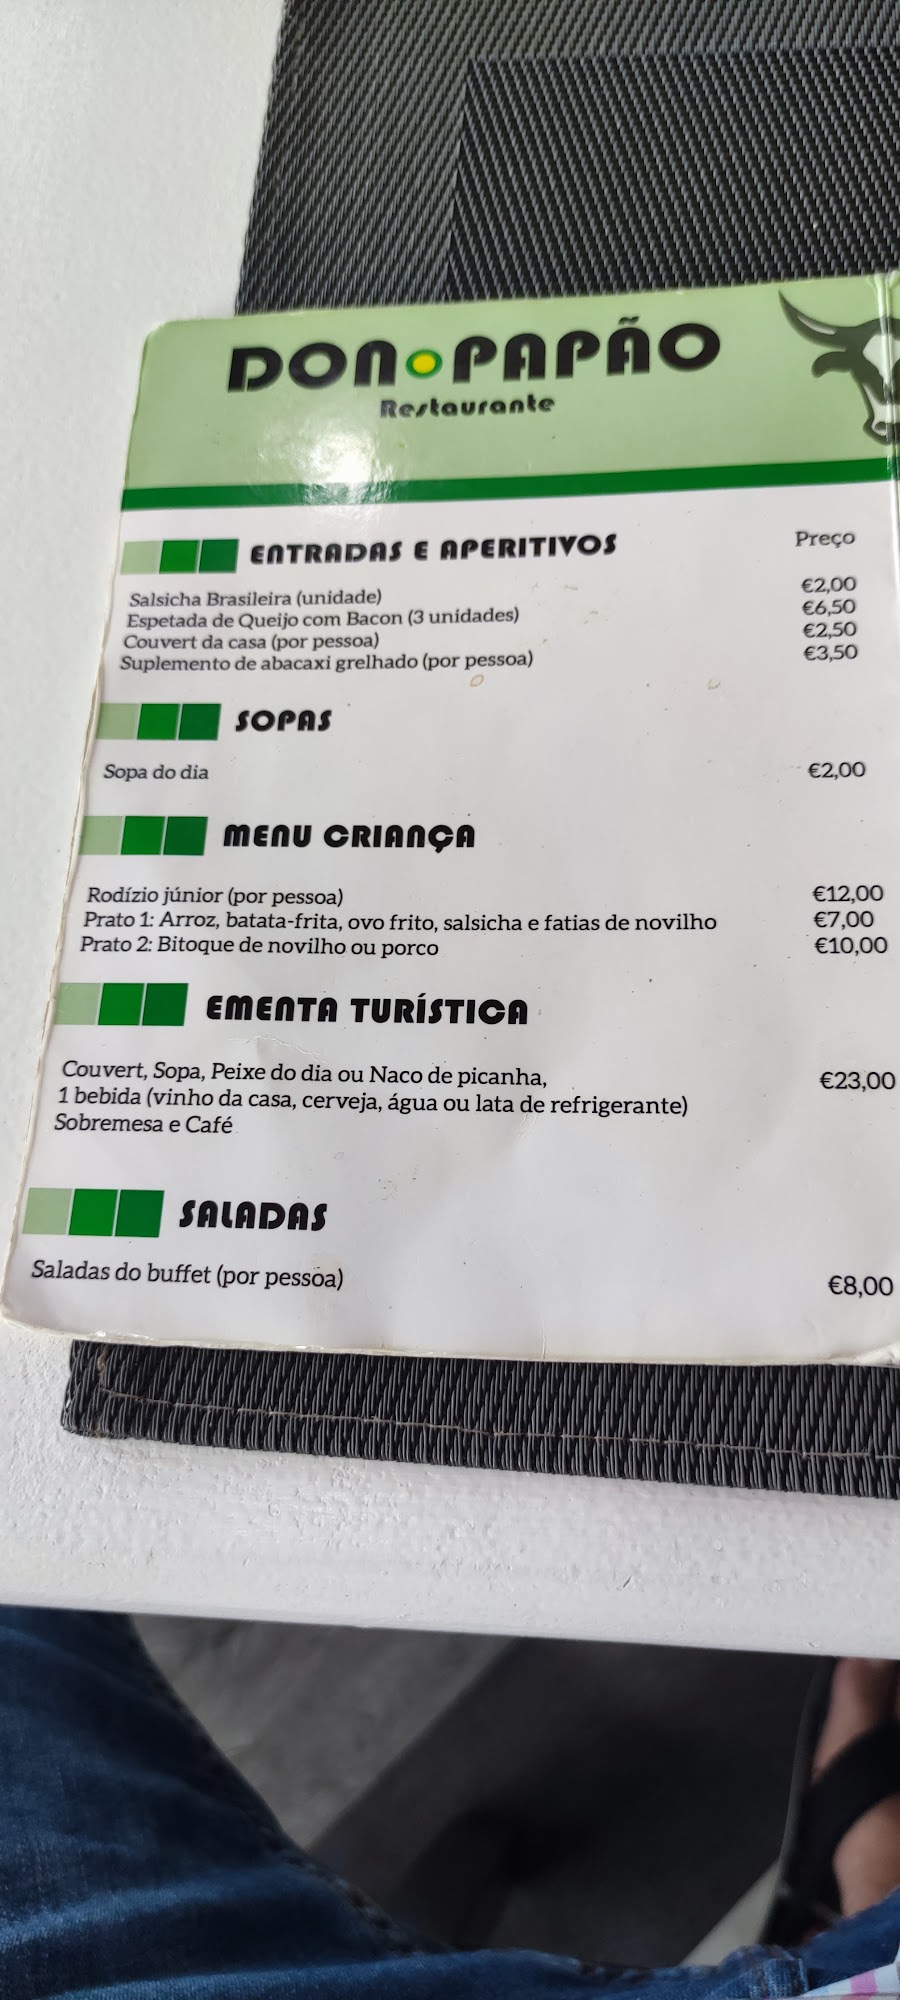 DON PAPÃO
Restaurante
ENTRADAS E APERITIVOS Preço
Salsicha Brasileira (unidade) €2,00
Espetada de Queijo com Bacon (3 unidades) €6,50
Couvert da casa (por pessoa) €2,50
Suplemento de abacaxi grelhado (por pessoa) €3,50
SOPAS
Sopa do dia €2,00
MENU CRIANÇA
Rodízio júnior (por pessoa) €12,00
Prato 1: Arroz, batata-frita, ovo frito, salsicha e fatias de novilho €7,00
Prato 2: Bitoque de novilho ou porco €10,00
EMENTA TURÍSTICA
Couvert, Sopa, Peixe do dia ou Naco de picanha, €23,00
1 bebida (vinho da casa, cerveja, água ou lata de refrigerante)
Sobremesa e Café
SALADAS
Saladas do buffet (por pessoa) €8,00